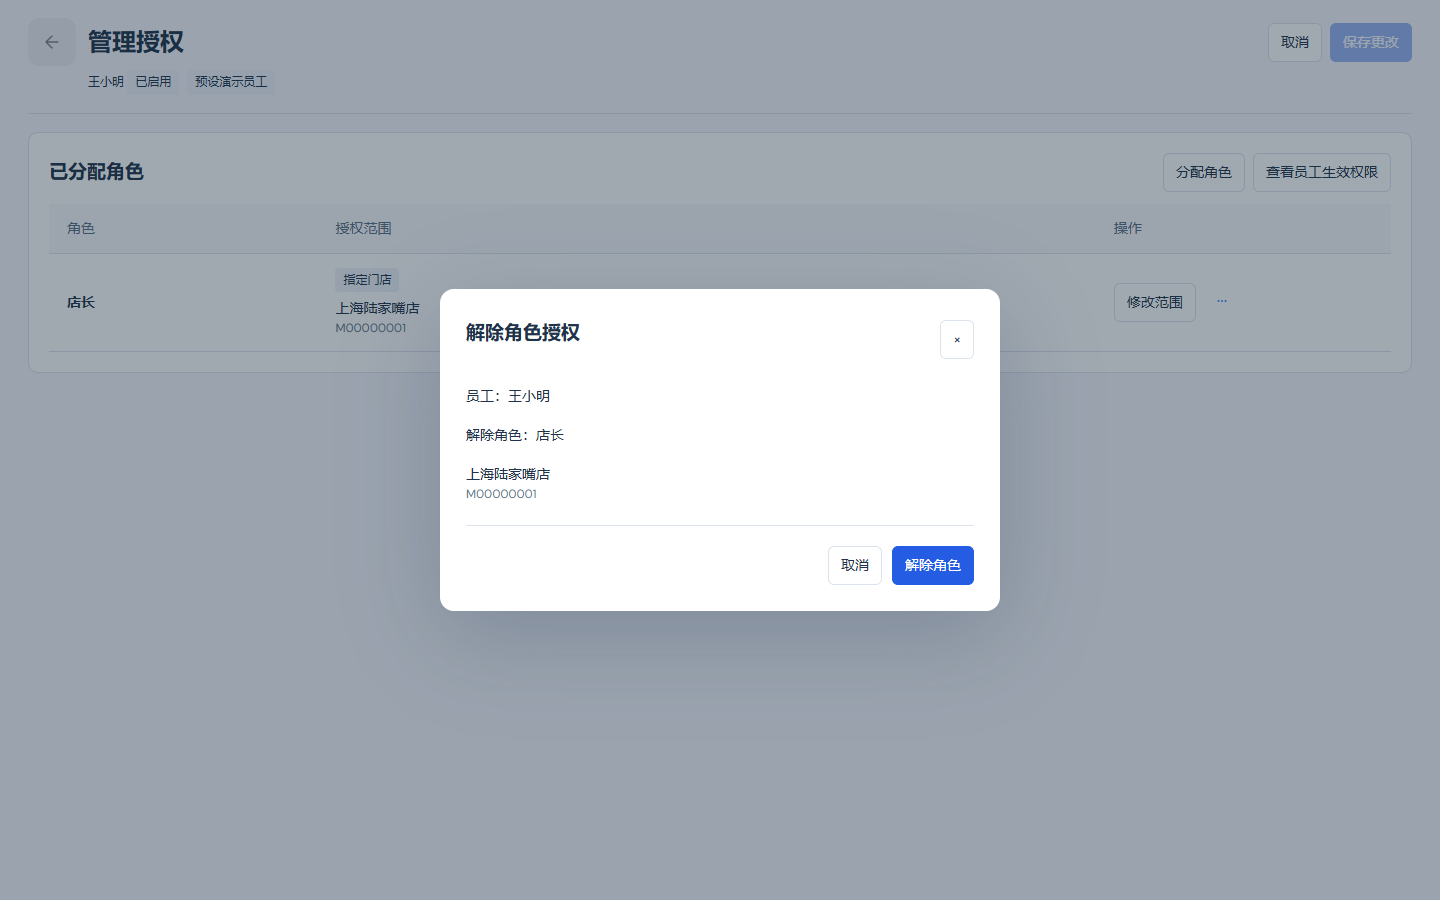 管理授权
取消
保存更改
王小明 已启用 预设演示员工
已分配角色
分配角色
查看员工生效权限
角色 授权范围 操作
店长
指定门店
上海陆家嘴店
M00000001
修改范围 ...
解除角色授权
×
员工：王小明
解除角色：店长
上海陆家嘴店
M00000001
取消
解除角色